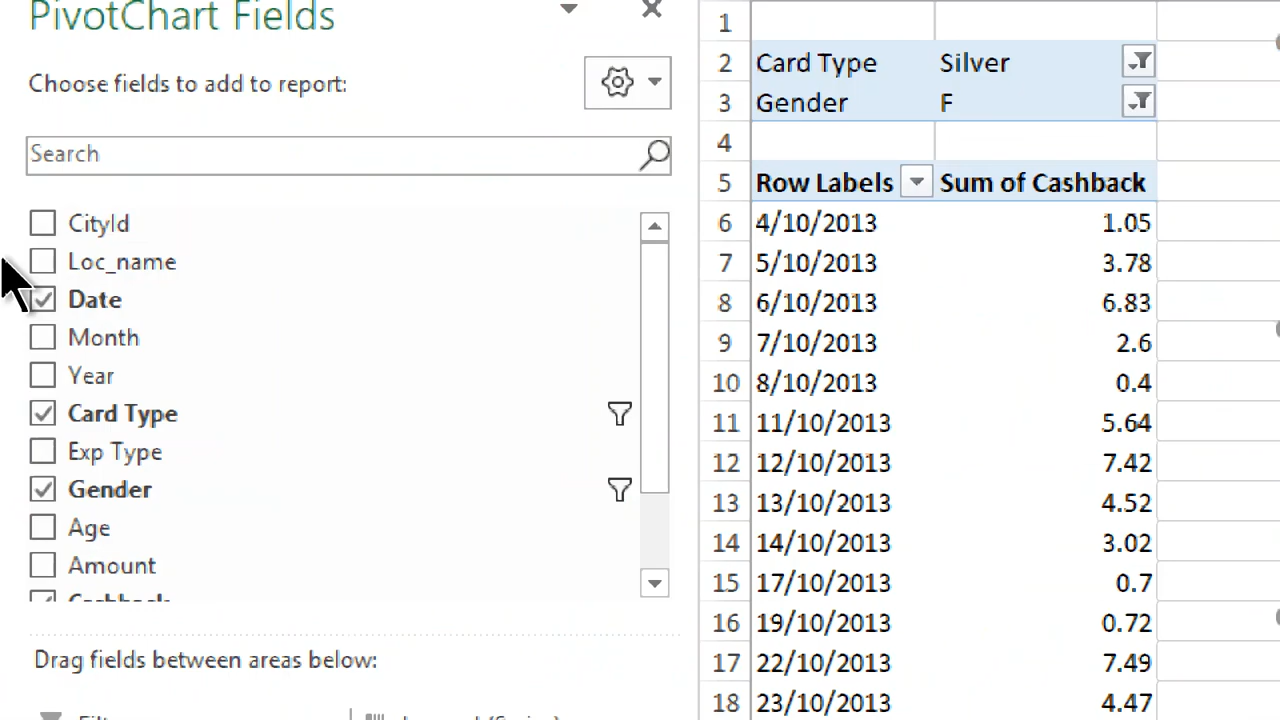 PivotChart Fields
Choose fields to add to report:
Search
CityId
Loc_name
Date
Month
Year
Card Type
Exp Type
Gender
Age
Amount
Cashback
Drag fields between areas below:
1
2 Card Type Silver
3 Gender F
4
5 Row Labels Sum of Cashback
6 4/10/2013 1.05
7 5/10/2013 3.78
8 6/10/2013 6.83
9 7/10/2013 2.6
10 8/10/2013 0.4
11 11/10/2013 5.64
12 12/10/2013 7.42
13 13/10/2013 4.52
14 14/10/2013 3.02
15 17/10/2013 0.7
16 19/10/2013 0.72
17 22/10/2013 7.49
18 23/10/2013 4.47